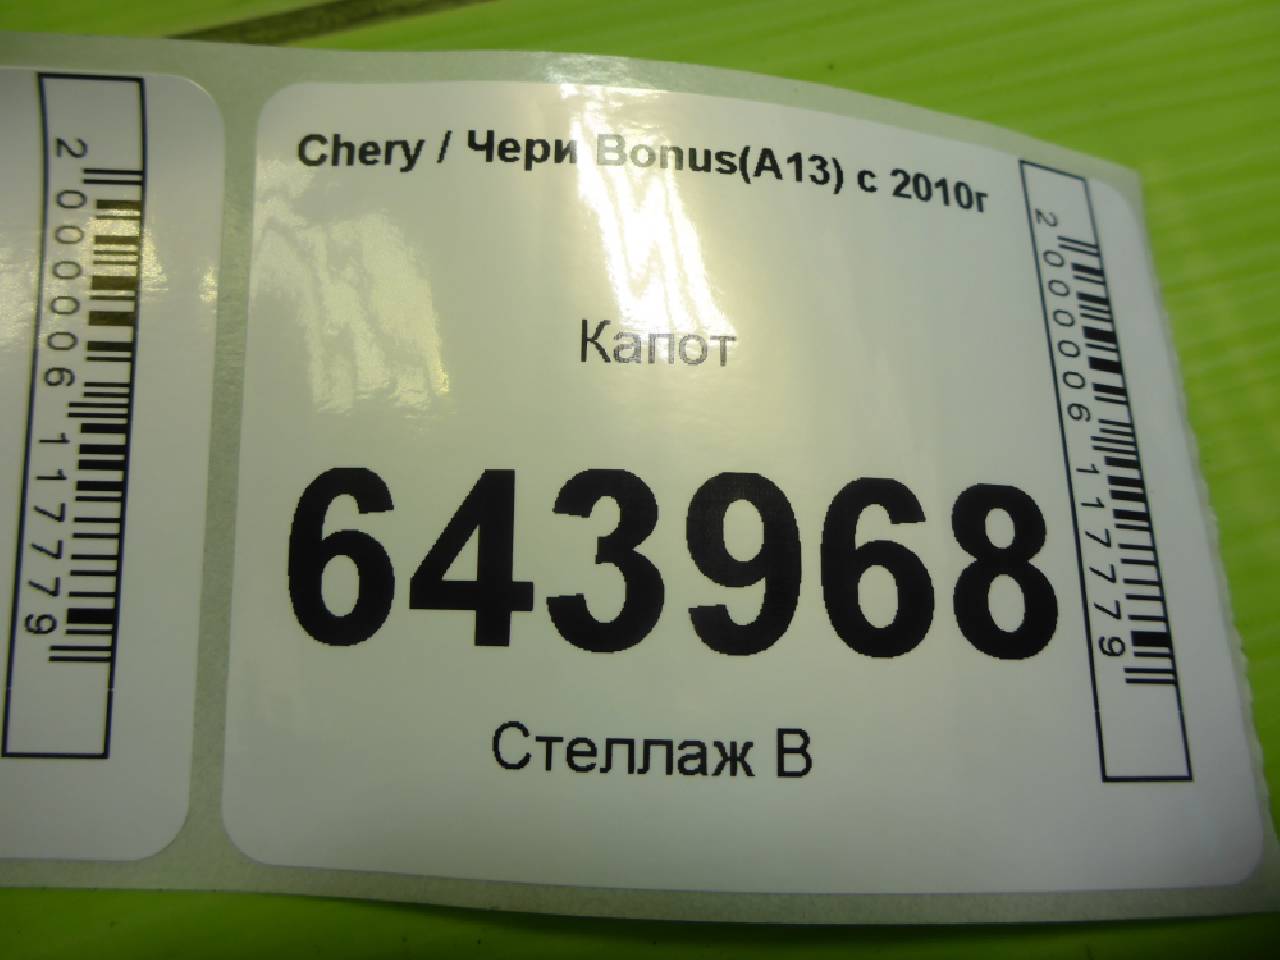 2000006117779
Chery / Чери Bonus(A13) с 2010г
Капот
643968
Стеллаж В
2000006117779